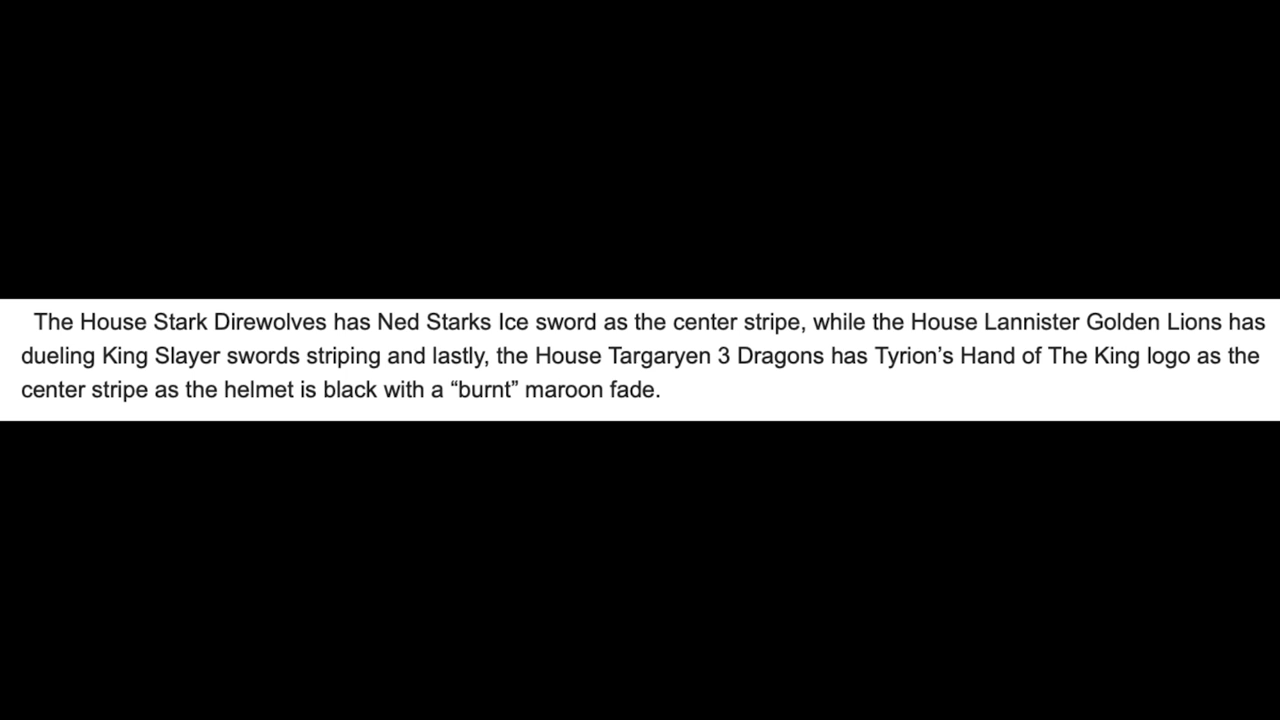 The House Stark Direwolves has Ned Starks Ice sword as the center stripe, while the House Lannister Golden Lions has
dueling King Slayer swords striping and lastly, the House Targaryen 3 Dragons has Tyrion’s Hand of The King logo as the
center stripe as the helmet is black with a “burnt” maroon fade.